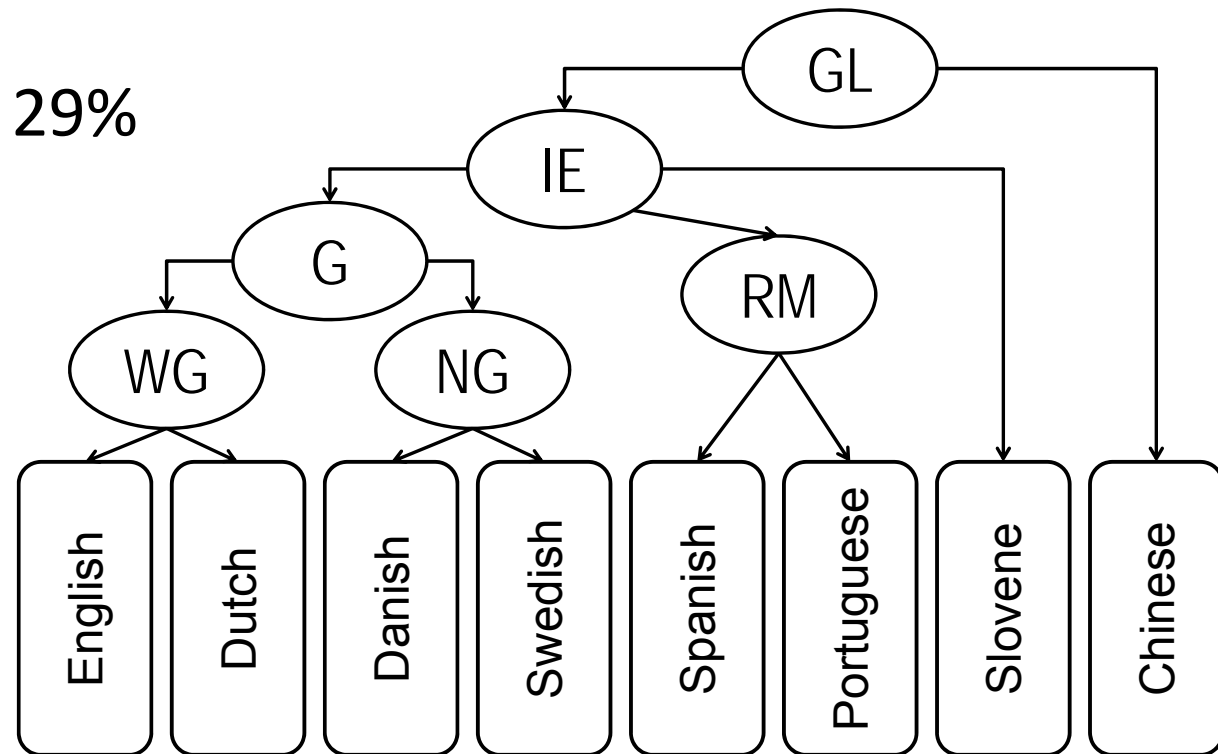 GL
29%
IE
G
RM
WG
NG
English
Dutch
Danish
Swedish
Spanish
Portuguese
Slovene
Chinese